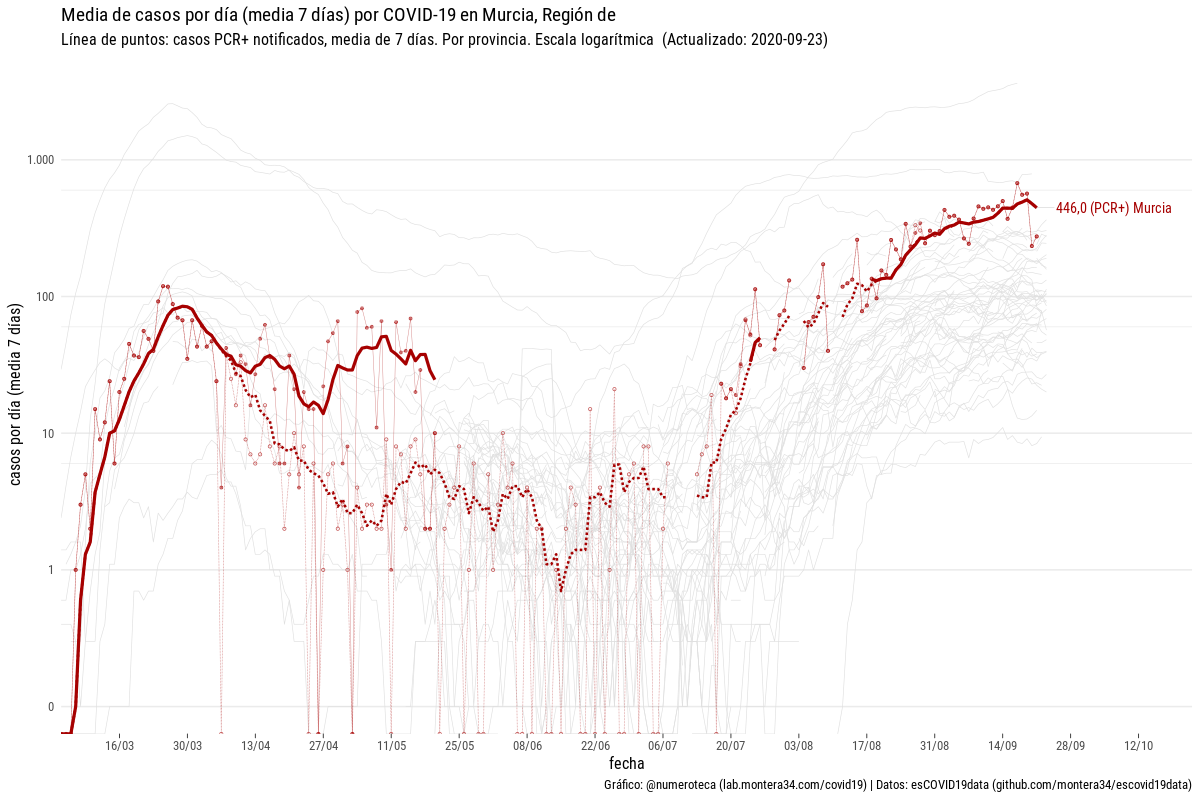 Media de casos por día (media 7 días) por COVID-19 en Murcia, Región de
Línea de puntos: casos PCR+ notificados, media de 7 días. Por provincia. Escala logarítmica  (Actualizado: 2020-09-23)
casos por día (media 7 días)
1.000
100
10
1
0
446,0 (PCR+) Murcia
16/03 30/03 13/04 27/04 11/05 25/05 08/06 22/06 06/07 20/07 03/08 17/08 31/08 14/09 28/09 12/10
fecha
Gráfico: @numeroteca (lab.montera34.com/covid19) | Datos: esCOVID19data (github.com/montera34/escovid19data)